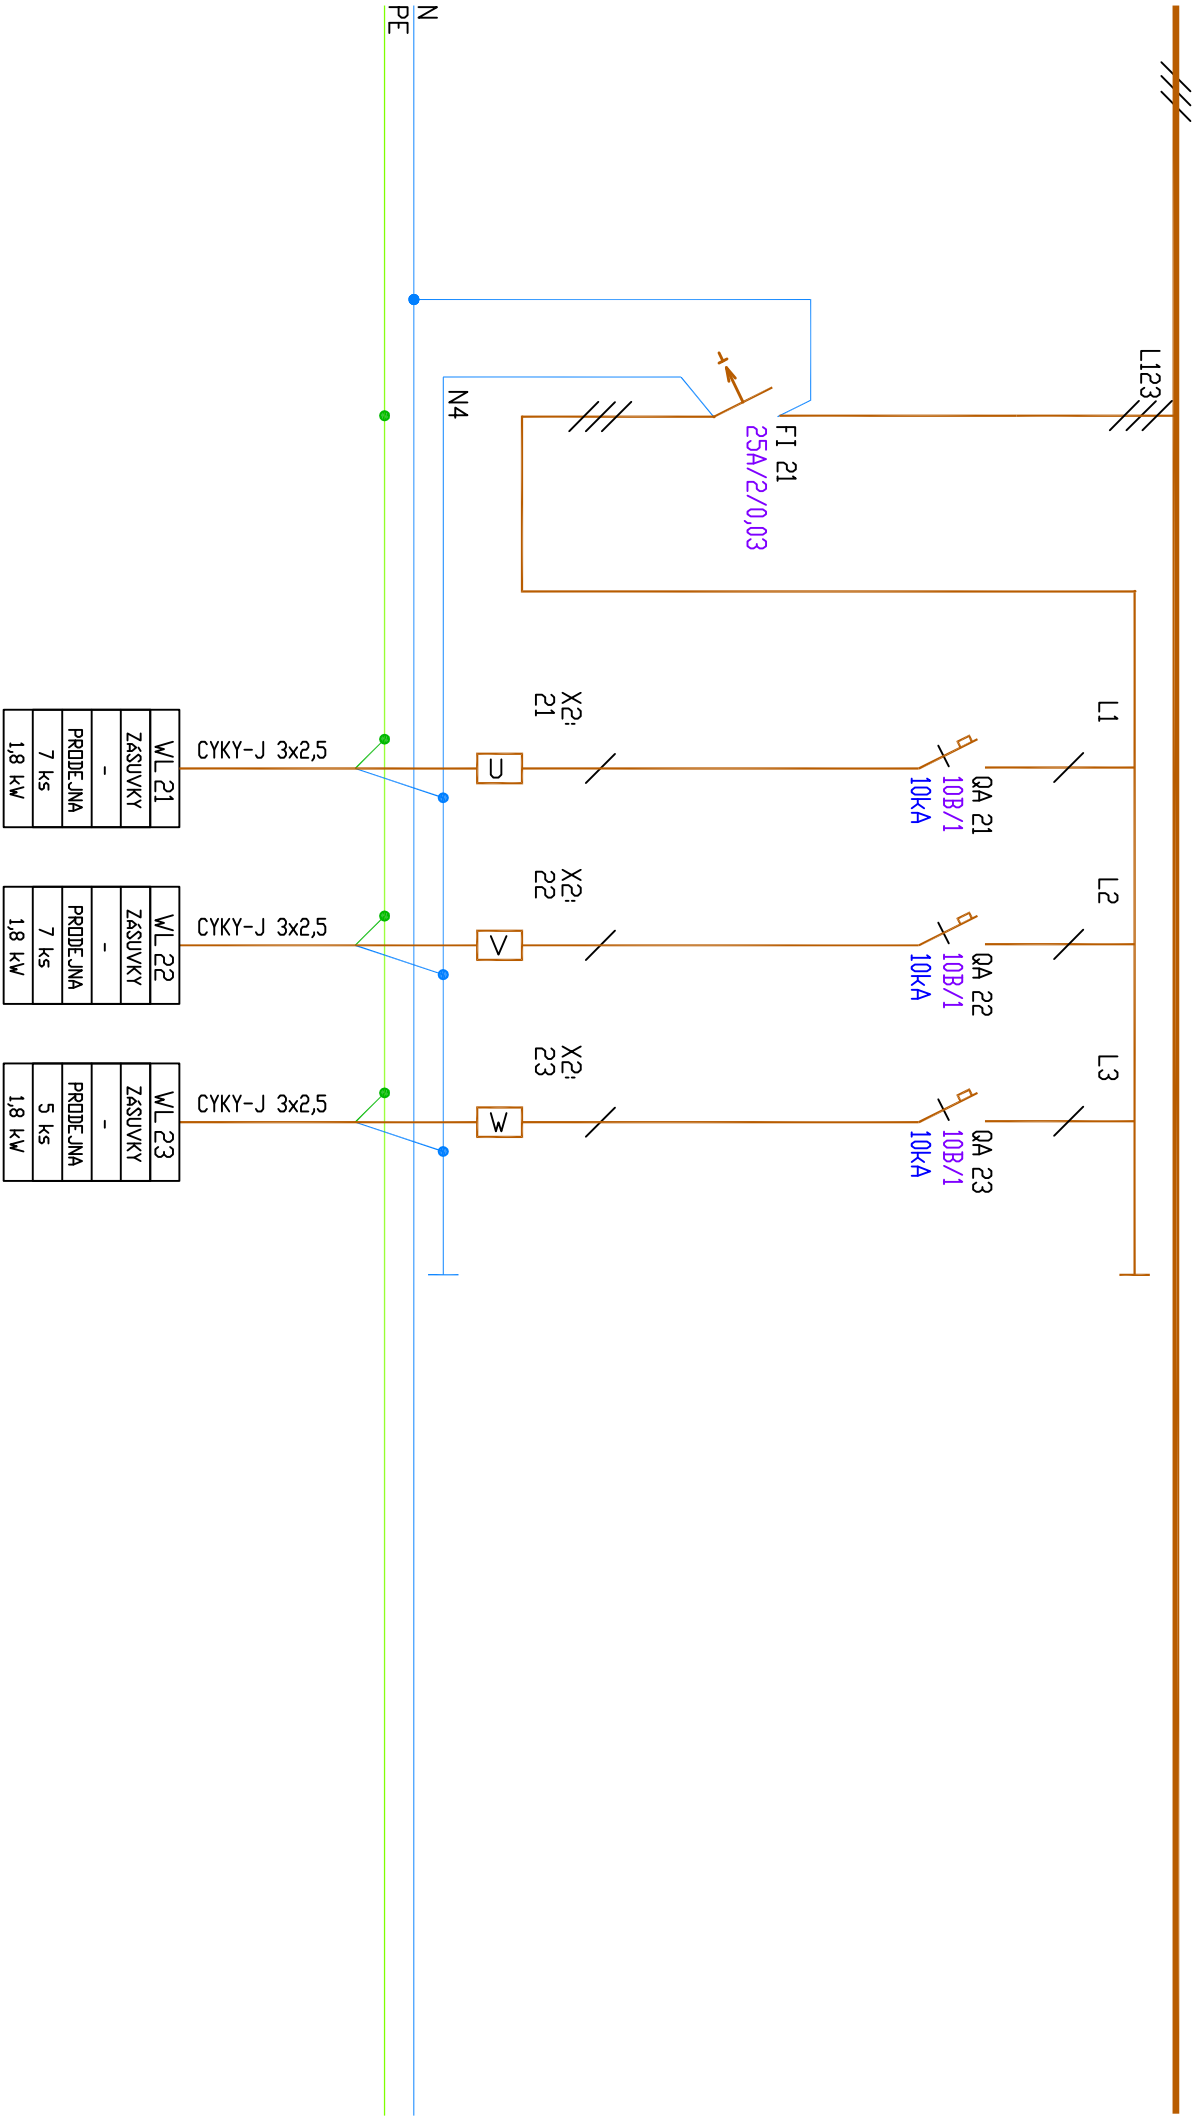 L123
FI 21
25A/2/0,03
N4
N
PE
L1
QA 21
10B/1
10kA
X2:
21
U
CYKY-J 3x2,5
WL 21
ZÁSUVKY
-
PRODEJNA
7 ks
1,8 kW
L2
QA 22
10B/1
10kA
X2:
22
V
CYKY-J 3x2,5
WL 22
ZÁSUVKY
-
PRODEJNA
7 ks
1,8 kW
L3
QA 23
10B/1
10kA
X2:
23
W
CYKY-J 3x2,5
WL 23
ZÁSUVKY
-
PRODEJNA
5 ks
1,8 kW